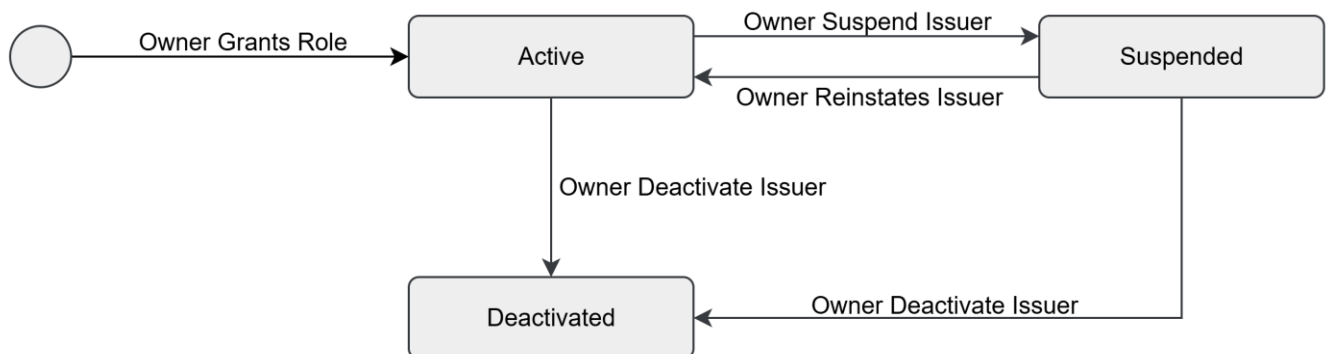 Owner Grants Role
Active
Owner Suspend Issuer
Suspended
Owner Reinstates Issuer
Owner Deactivate Issuer
Deactivated
Owner Deactivate Issuer